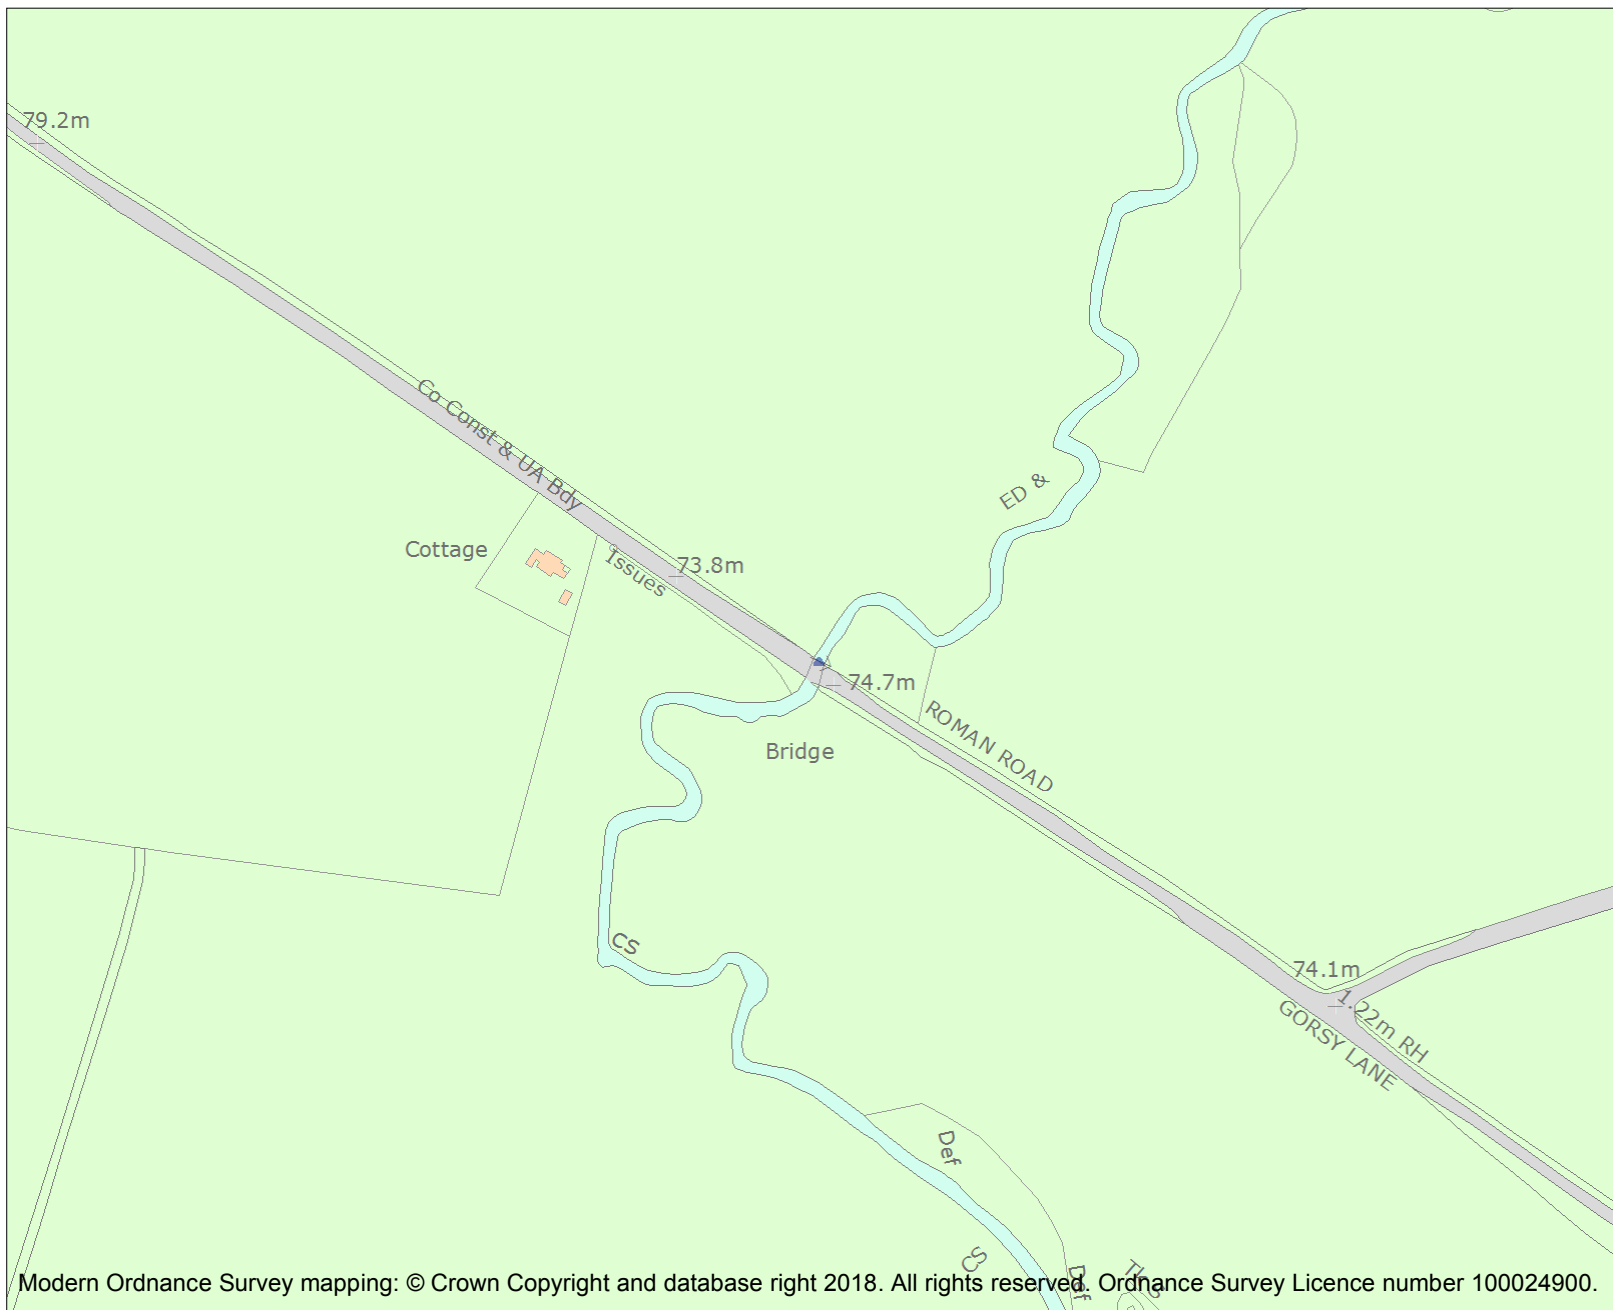 79.2m
Co Const & UA Bdy
ED &
Cottage
Issues
73.8m
74.7m
ROMAN ROAD
Bridge
CS
74.1m
1.22m RH
GORSY LANE
Def
CS
Def
Modern Ordnance Survey mapping: © Crown Copyright and database right 2018. All rights reserved. Ordnance Survey Licence number 100024900.